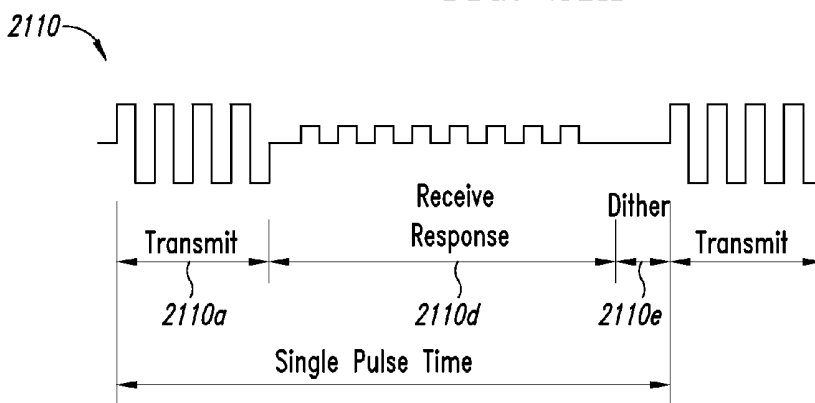 2110
Receive
Response
Dither
Transmit
Transmit
2110a
2110d
2110e
Single Pulse Time